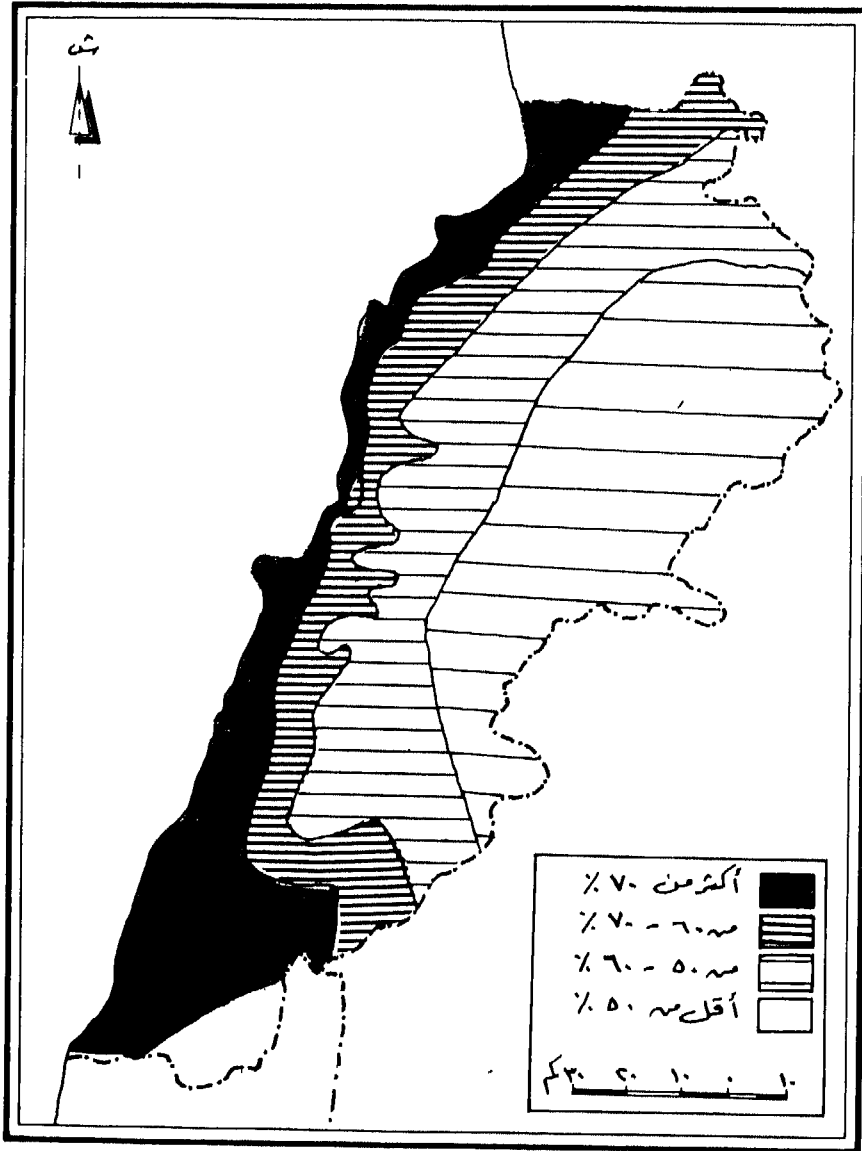 ش
أكثر من ٧٠ ٪
من ٦٠ - ٧٠ ٪
من ٥٠ - ٦٠ ٪
أقل من ٥٠ ٪
كم ٣٠ ٢٠ ١٠ ٠ ١٠